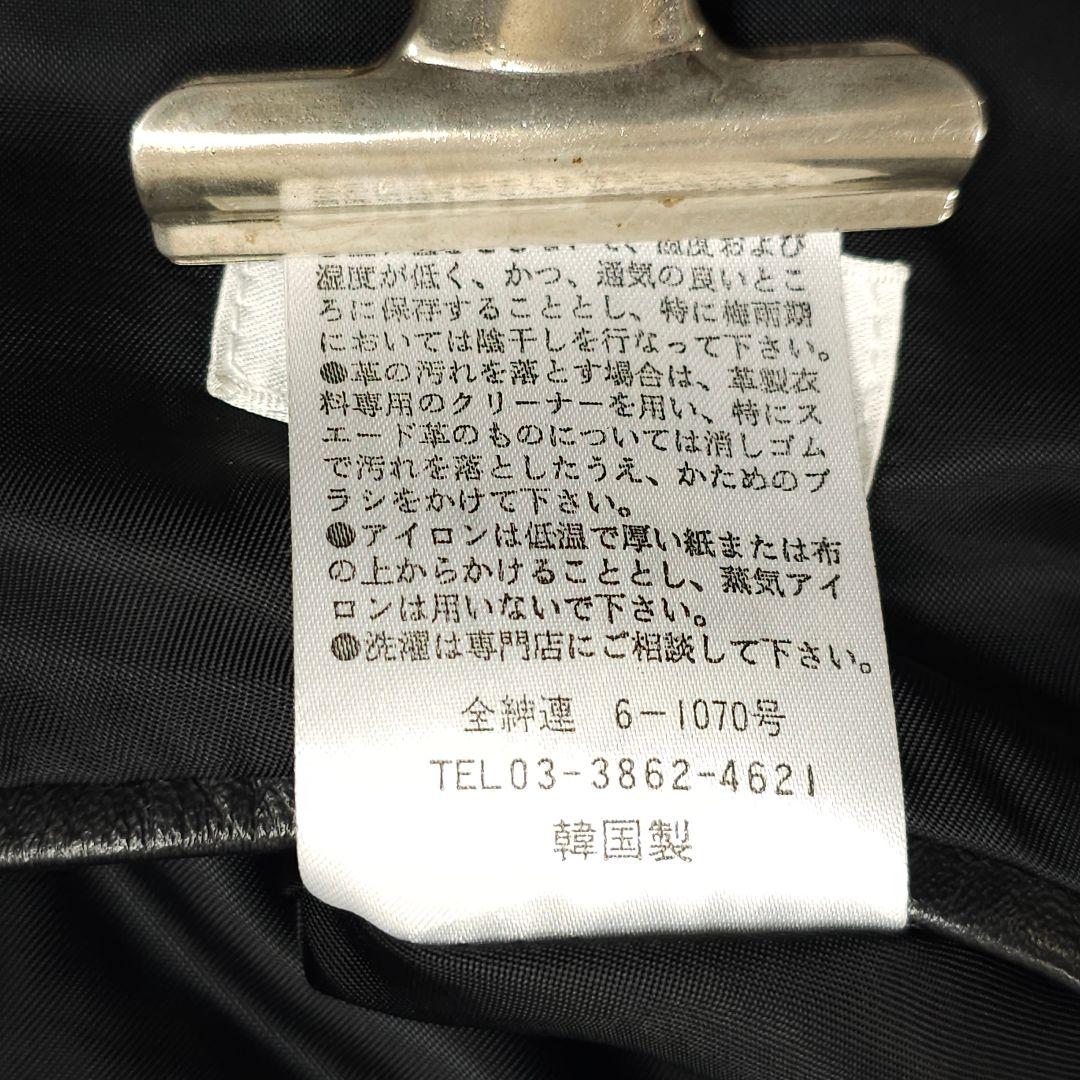 温度および
湿度が低く、かつ、通気の良いとこ
ろに保存することとし、特に梅雨期
においては陰干しを行なって下さい。
●革の汚れを落とす場合は、革製衣
料専用のクリーナーを用い、特にス
エード革のものについては消しゴム
で汚れを落としたうえ、かためのブ
ラシをかけて下さい。
●アイロンは低温で厚い紙または布
の上からかけることとし、蒸気アイ
ロンは用いないで下さい。
●洗濯は専門店にご相談して下さい。
全紳連 6-1070号
TEL03-3862-4621
韓国製